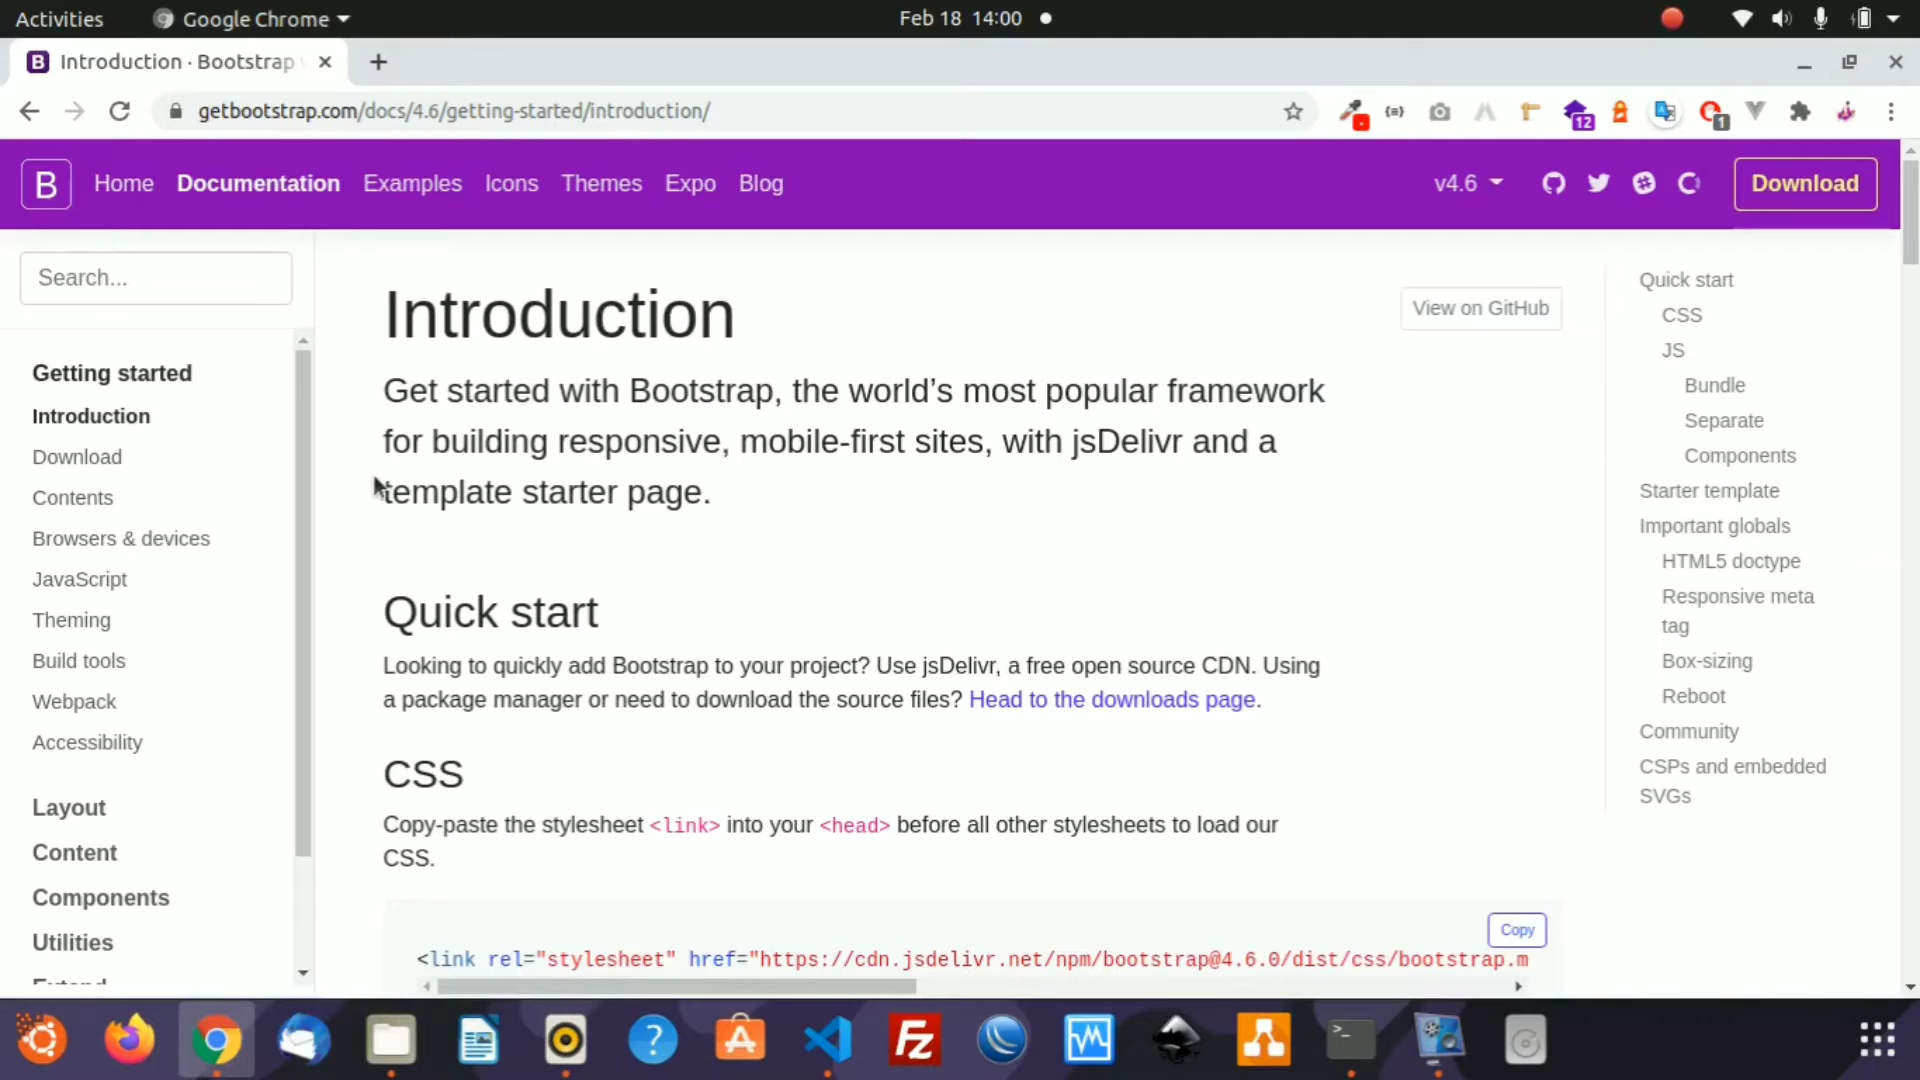 Activities
Google Chrome
Feb 18 14:00
Introduction · Bootstrap
getbootstrap.com/docs/4.6/getting-started/introduction/
12
1
B
Home
Documentation
Examples
Icons
Themes
Expo
Blog
v4.6
Download
Search...
Getting started
Introduction
Download
Contents
Browsers & devices
JavaScript
Theming
Build tools
Webpack
Accessibility
Layout
Content
Components
Utilities
Extend
Introduction
View on GitHub
Get started with Bootstrap, the world’s most popular framework
for building responsive, mobile-first sites, with jsDelivr and a
template starter page.
Quick start
Looking to quickly add Bootstrap to your project? Use jsDelivr, a free open source CDN. Using
a package manager or need to download the source files? Head to the downloads page.
CSS
Copy-paste the stylesheet <link> into your <head> before all other stylesheets to load our
CSS.
Copy
<link rel="stylesheet" href="https://cdn.jsdelivr.net/npm/bootstrap@4.6.0/dist/css/bootstrap.m
Quick start
CSS
JS
Bundle
Separate
Components
Starter template
Important globals
HTML5 doctype
Responsive meta
tag
Box-sizing
Reboot
Community
CSPs and embedded
SVGs